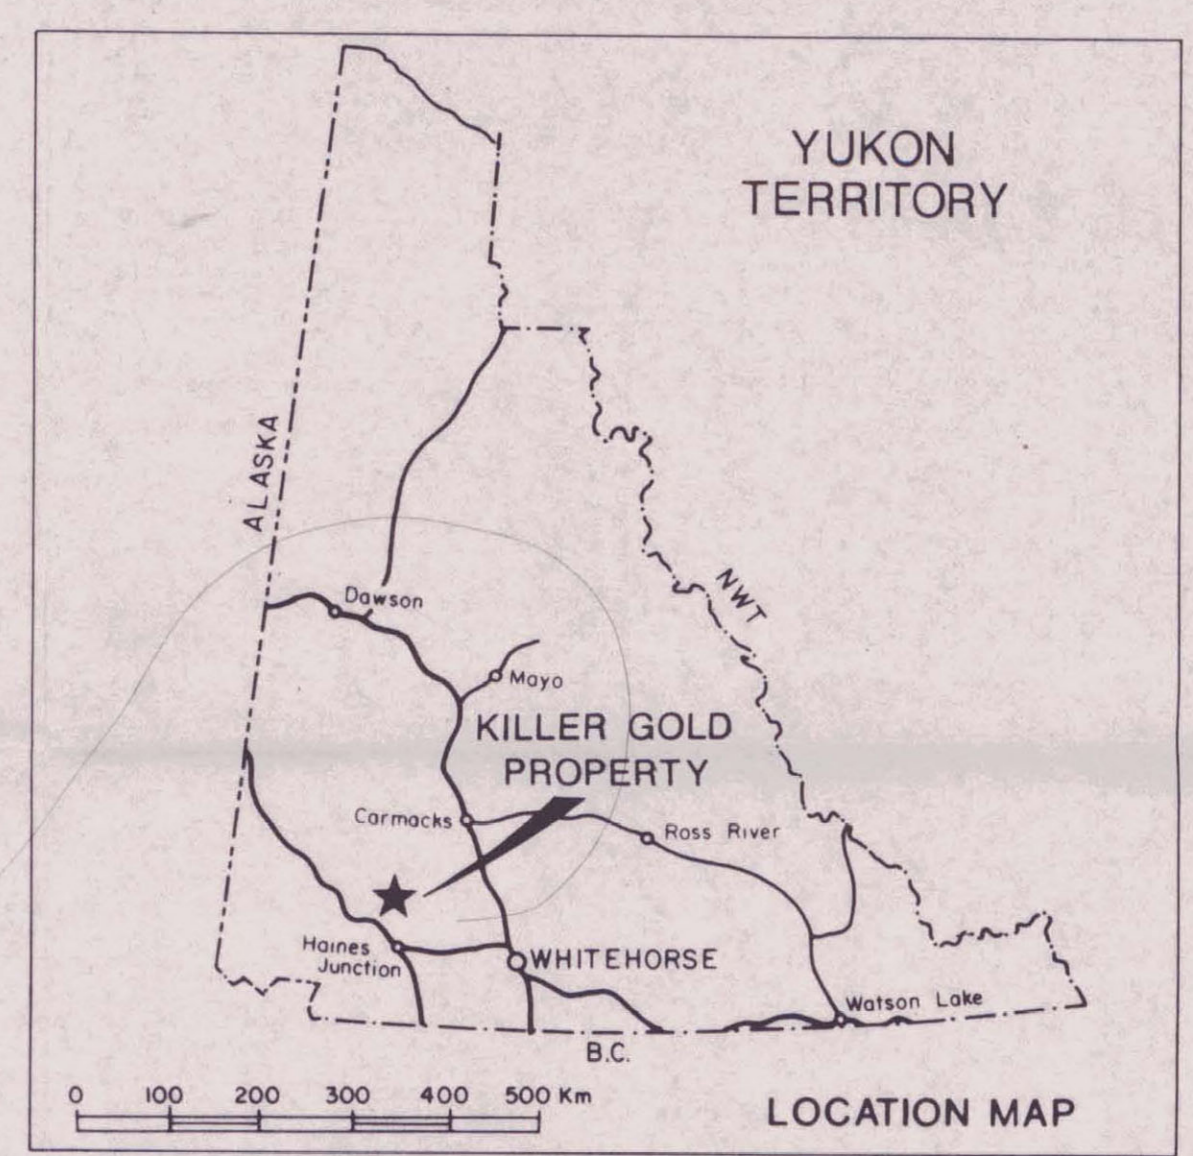 YUKON
TERRITORY
ALASKA
NWT
Dawson
Mayo
KILLER GOLD
PROPERTY
Carmacks
Ross River
Haines
Junction
WHITEHORSE
Watson Lake
B.C.
0 100 200 300 400 500 Km
LOCATION MAP